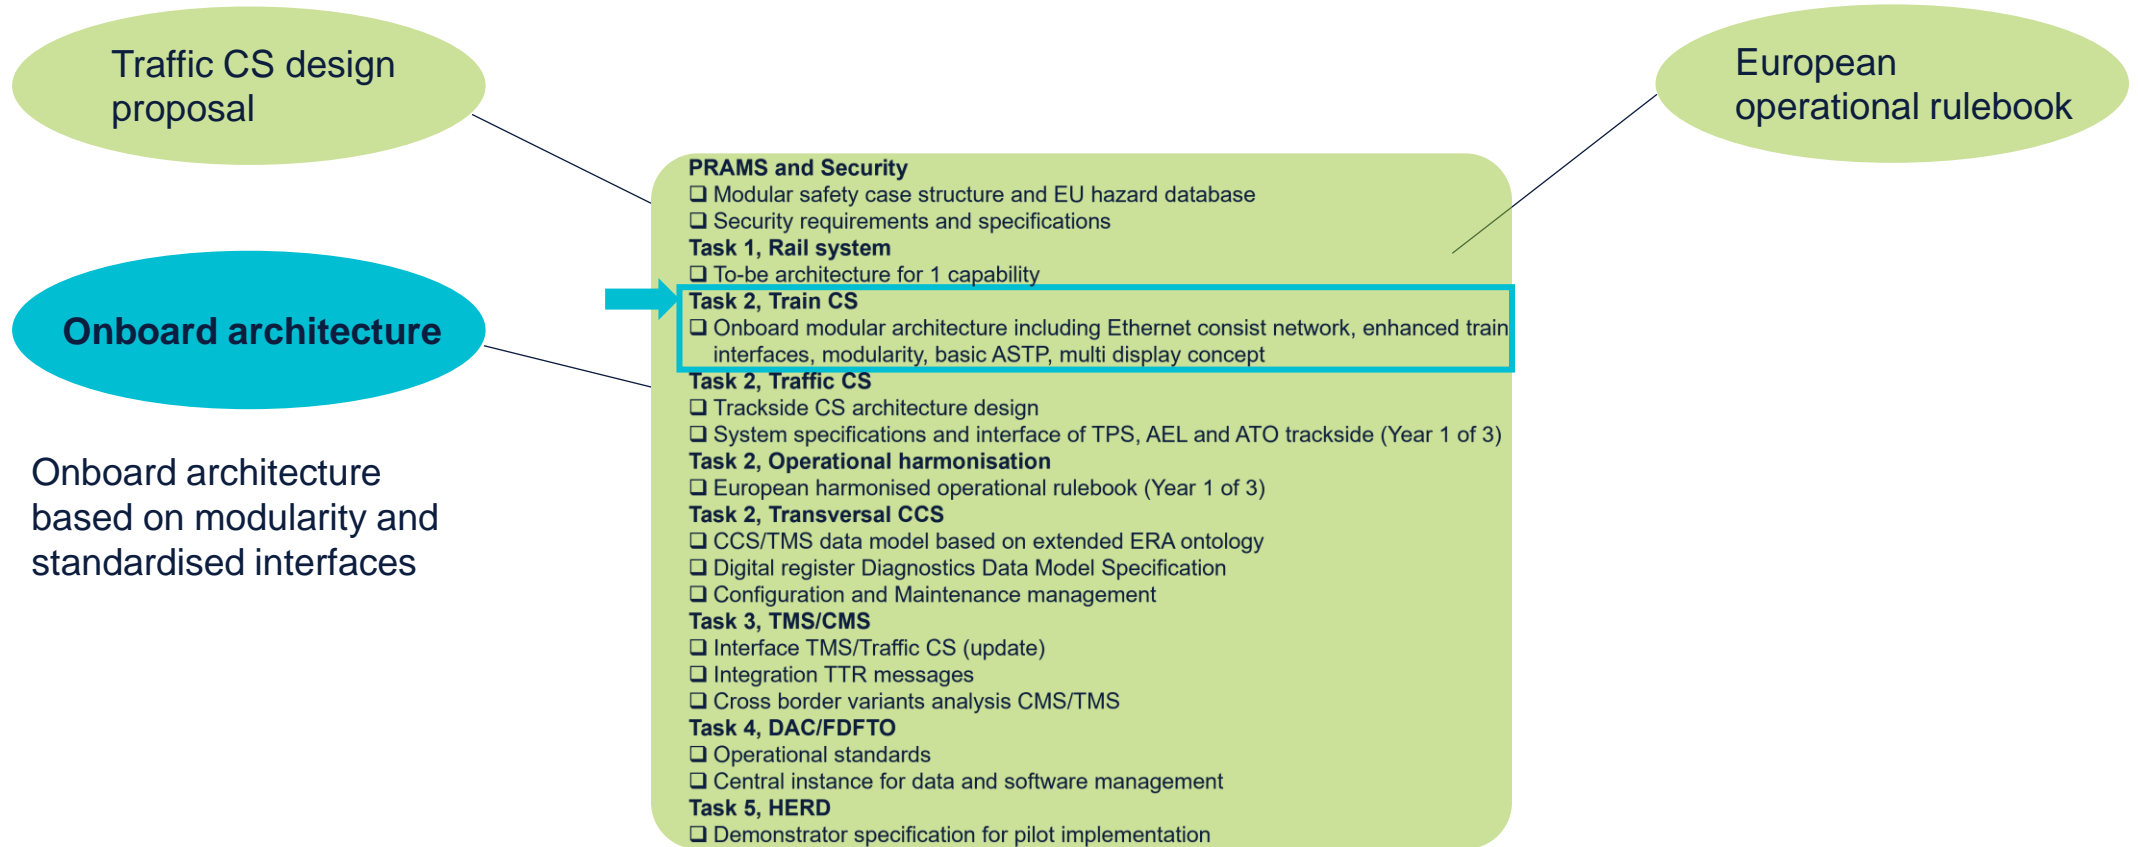 Traffic CS design
proposal
European
operational rulebook
Onboard architecture
Onboard architecture
based on modularity and
standardised interfaces
PRAMS and Security
❑ Modular safety case structure and EU hazard database
❑ Security requirements and specifications
Task 1, Rail system
❑ To-be architecture for 1 capability
Task 2, Train CS
❑ Onboard modular architecture including Ethernet consist network, enhanced train
interfaces, modularity, basic ASTP, multi display concept
Task 2, Traffic CS
❑ Trackside CS architecture design
❑ System specifications and interface of TPS, AEL and ATO trackside (Year 1 of 3)
Task 2, Operational harmonisation
❑ European harmonised operational rulebook (Year 1 of 3)
Task 2, Transversal CCS
❑ CCS/TMS data model based on extended ERA ontology
❑ Digital register Diagnostics Data Model Specification
❑ Configuration and Maintenance management
Task 3, TMS/CMS
❑ Interface TMS/Traffic CS (update)
❑ Integration TTR messages
❑ Cross border variants analysis CMS/TMS
Task 4, DAC/FDFTO
❑ Operational standards
❑ Central instance for data and software management
Task 5, HERD
❑ Demonstrator specification for pilot implementation